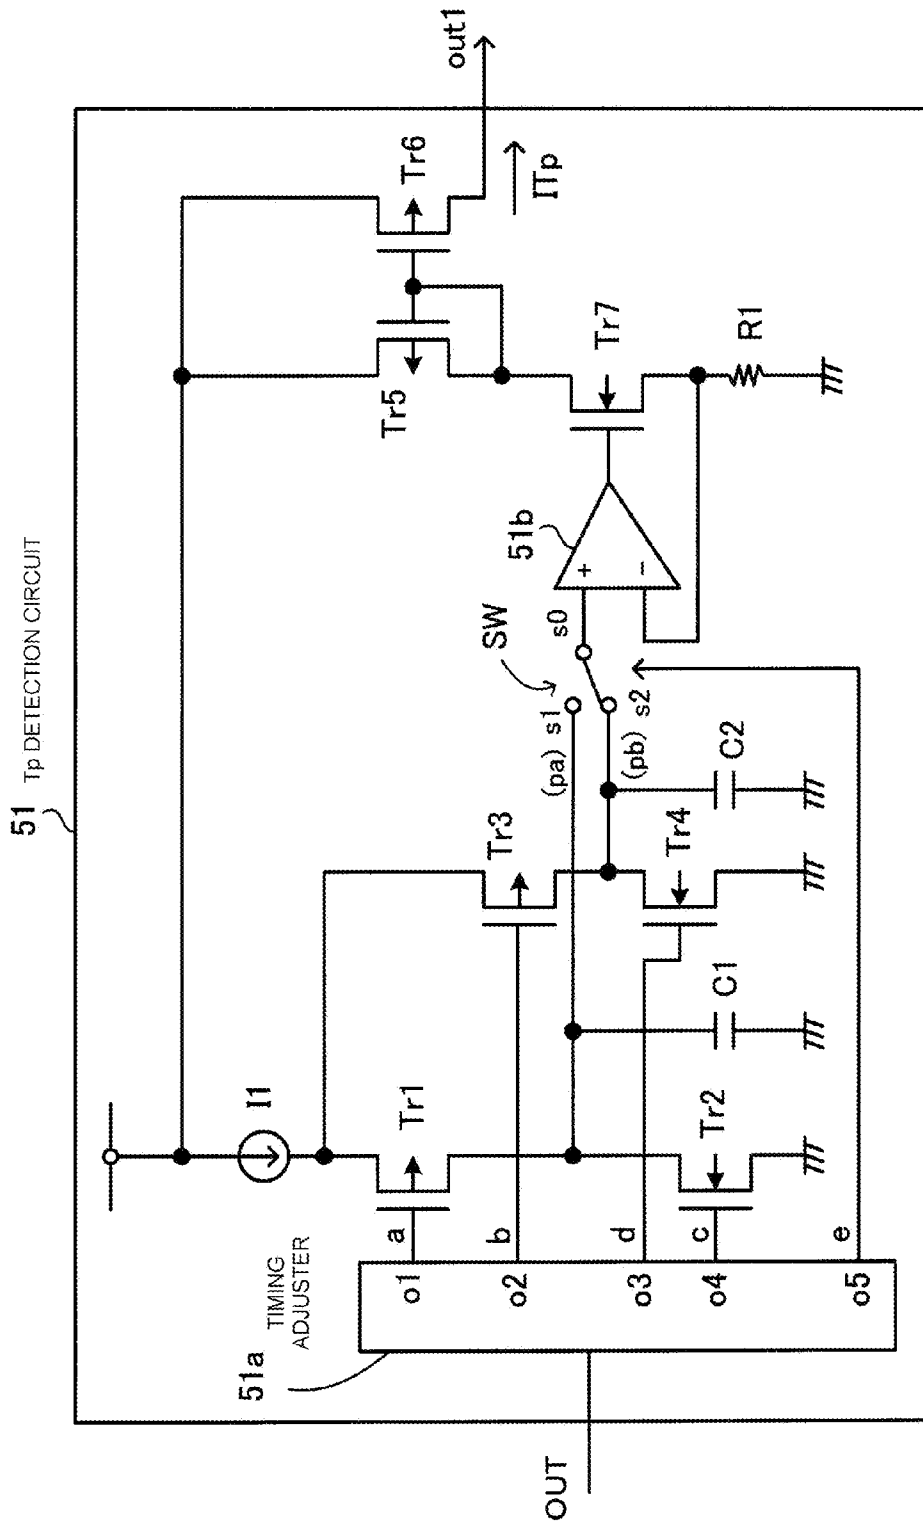 51 Tp DETECTION CIRCUIT
OUT
51a TIMING
ADJUSTER
o1
o2
o3
o4
o5
a
b
d
c
e
I1
Tr1
Tr2
C1
Tr3
Tr4
C2
(pa) s1
(pb) s2
SW
s0
51b
+
−
Tr5
Tr6
Tr7
R1
ITp
out1